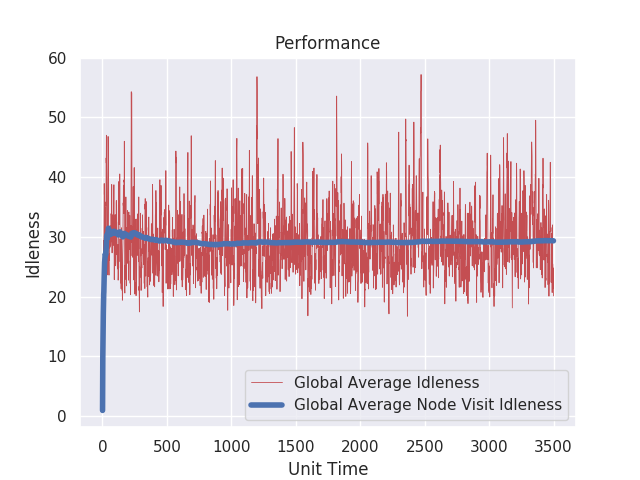 Performance
60
50
40
30
20
10
0
Idleness
Global Average Idleness
Global Average Node Visit Idleness
0 500 1000 1500 2000 2500 3000 3500
Unit Time